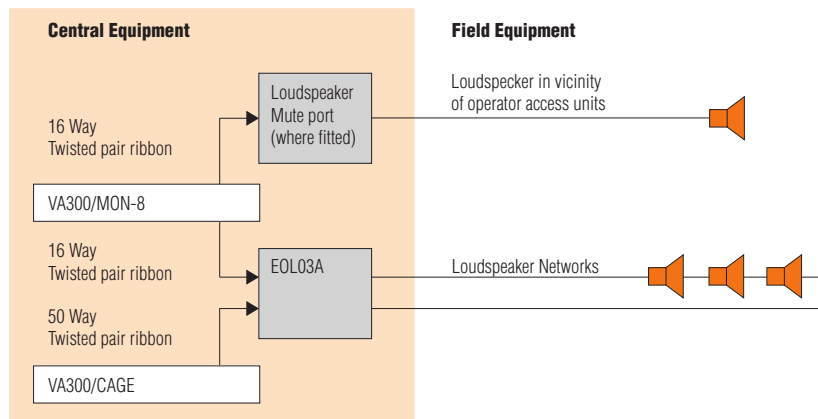 Central Equipment
Field Equipment
Loudspeaker
Mute port
(where fitted)
Loudspecker in vicinity
of operator access units
16 Way
Twisted pair ribbon
VA300/MON-8
16 Way
Twisted pair ribbon
EOL03A
Loudspeaker Networks
50 Way
Twisted pair ribbon
VA300/CAGE